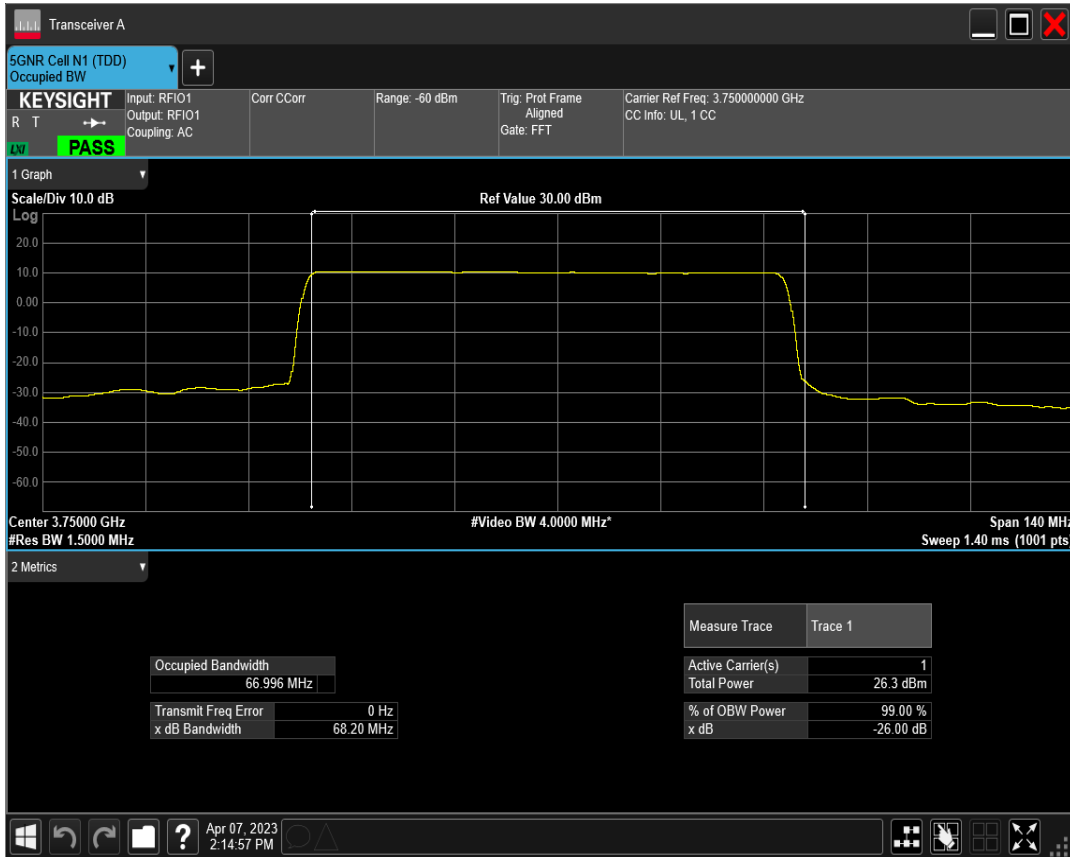 Transceiver A
5GNR Cell N1 (TDD)
Occupied BW
+
KEYSIGHT
R T
LXI
PASS
Input: RFIO1
Output: RFIO1
Coupling: AC
Corr CCorr
Range: -60 dBm
Trig: Prot Frame
Aligned
Gate: FFT
Carrier Ref Freq: 3.750000000 GHz
CC Info: UL, 1 CC
1 Graph
Scale/Div 10.0 dB
Ref Value 30.00 dBm
Log
20.0
10.0
0.00
-10.0
-20.0
-30.0
-40.0
-50.0
-60.0
Center 3.75000 GHz
#Video BW 4.0000 MHz*
Span 140 MHz
#Res BW 1.5000 MHz
Sweep 1.40 ms (1001 pts)
2 Metrics
Measure Trace Trace 1
Occupied Bandwidth
66.996 MHz
Transmit Freq Error 0 Hz
x dB Bandwidth 68.20 MHz
Active Carrier(s) 1
Total Power 26.3 dBm
% of OBW Power 99.00 %
x dB -26.00 dB
?
Apr 07, 2023
2:14:57 PM